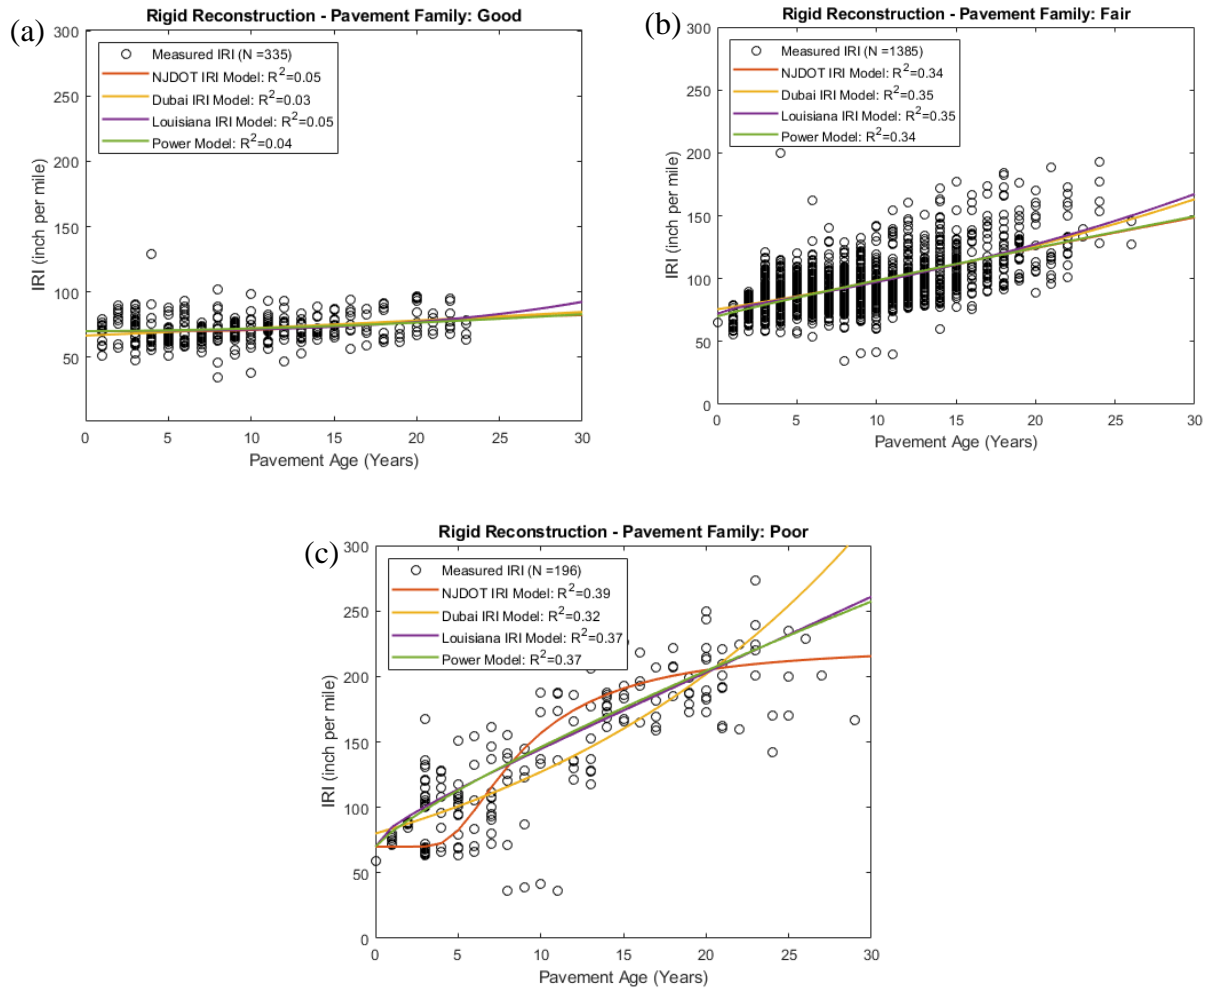 (a)
Rigid Reconstruction - Pavement Family: Good
300
250
200
150
100
50
IRI (inch per mile)
Measured IRI (N =335)
NJDOT IRI Model: R²=0.05
Dubai IRI Model: R²=0.03
Louisiana IRI Model: R²=0.05
Power Model: R²=0.04
0 5 10 15 20 25 30
Pavement Age (Years)
(b)
Rigid Reconstruction - Pavement Family: Fair
300
250
200
150
100
50
0
IRI (inch per mile)
Measured IRI (N =1385)
NJDOT IRI Model: R²=0.34
Dubai IRI Model: R²=0.35
Louisiana IRI Model: R²=0.35
Power Model: R²=0.34
0 5 10 15 20 25 30
Pavement Age (Years)
(c)
Rigid Reconstruction - Pavement Family: Poor
300
250
200
150
100
50
0
IRI (inch per mile)
Measured IRI (N =196)
NJDOT IRI Model: R²=0.39
Dubai IRI Model: R²=0.32
Louisiana IRI Model: R²=0.37
Power Model: R²=0.37
0 5 10 15 20 25 30
Pavement Age (Years)